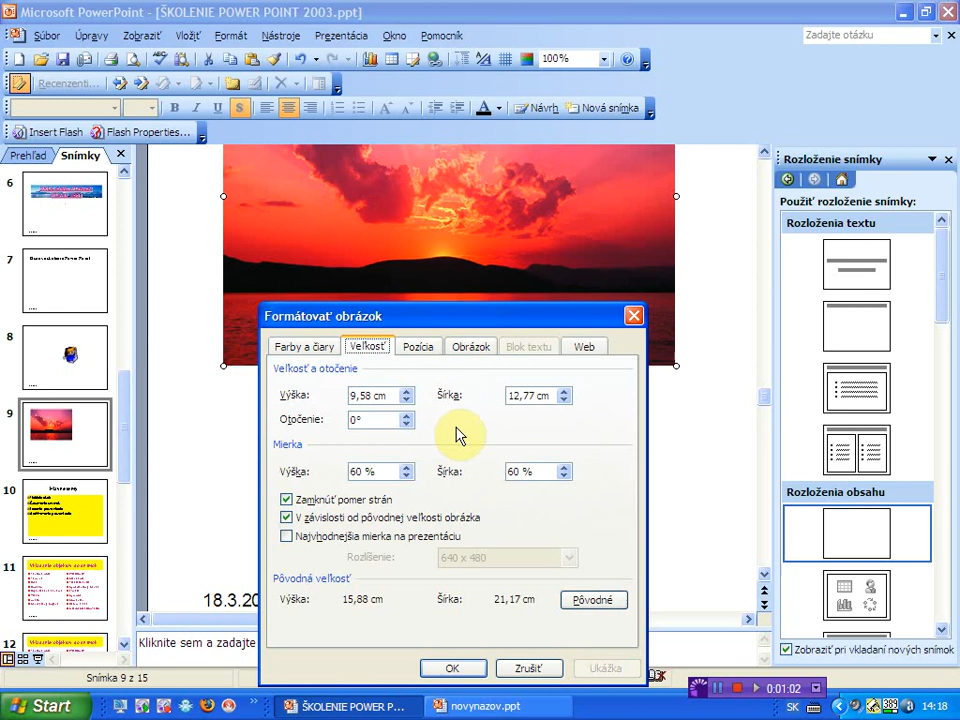 Microsoft PowerPoint - [ŠKOLENIE POWER POINT 2003.ppt]
Súbor Úpravy Zobraziť Vložiť Formát Nástroje Prezentácia Okno Pomocník
Zadajte otázku
100%
Recenzenti...
B I U S A Návrh Nová snímka
Insert Flash Flash Properties...
Prehľad Snímky
Rozloženie snímky
Použiť rozloženie snímky:
Rozloženia textu
Rozloženia obsahu
6
7
8
9
10
11
12
18.3.20
Kliknite sem a zadajte
Formátovať obrázok
Farby a čiary Veľkosť Pozícia Obrázok Blok textu Web
Veľkosť a otočenie
Výška: 9,58 cm Šírka: 12,77 cm
Otočenie: 0°
Mierka
Výška: 60 % Šírka: 60 %
Zamknúť pomer strán
V závislosti od pôvodnej veľkosti obrázka
Najvhodnejšia mierka na prezentáciu
Rozlíšenie: 640 x 480
Pôvodná veľkosť
Výška: 15,88 cm Šírka: 21,17 cm Pôvodné
OK Zrušiť Ukážka
Zobraziť pri vkladaní nových snímok
Snímka 9 z 15
0:01:02
Start ŠKOLENIE POWER P... novynazov.ppt SK 389 14:18